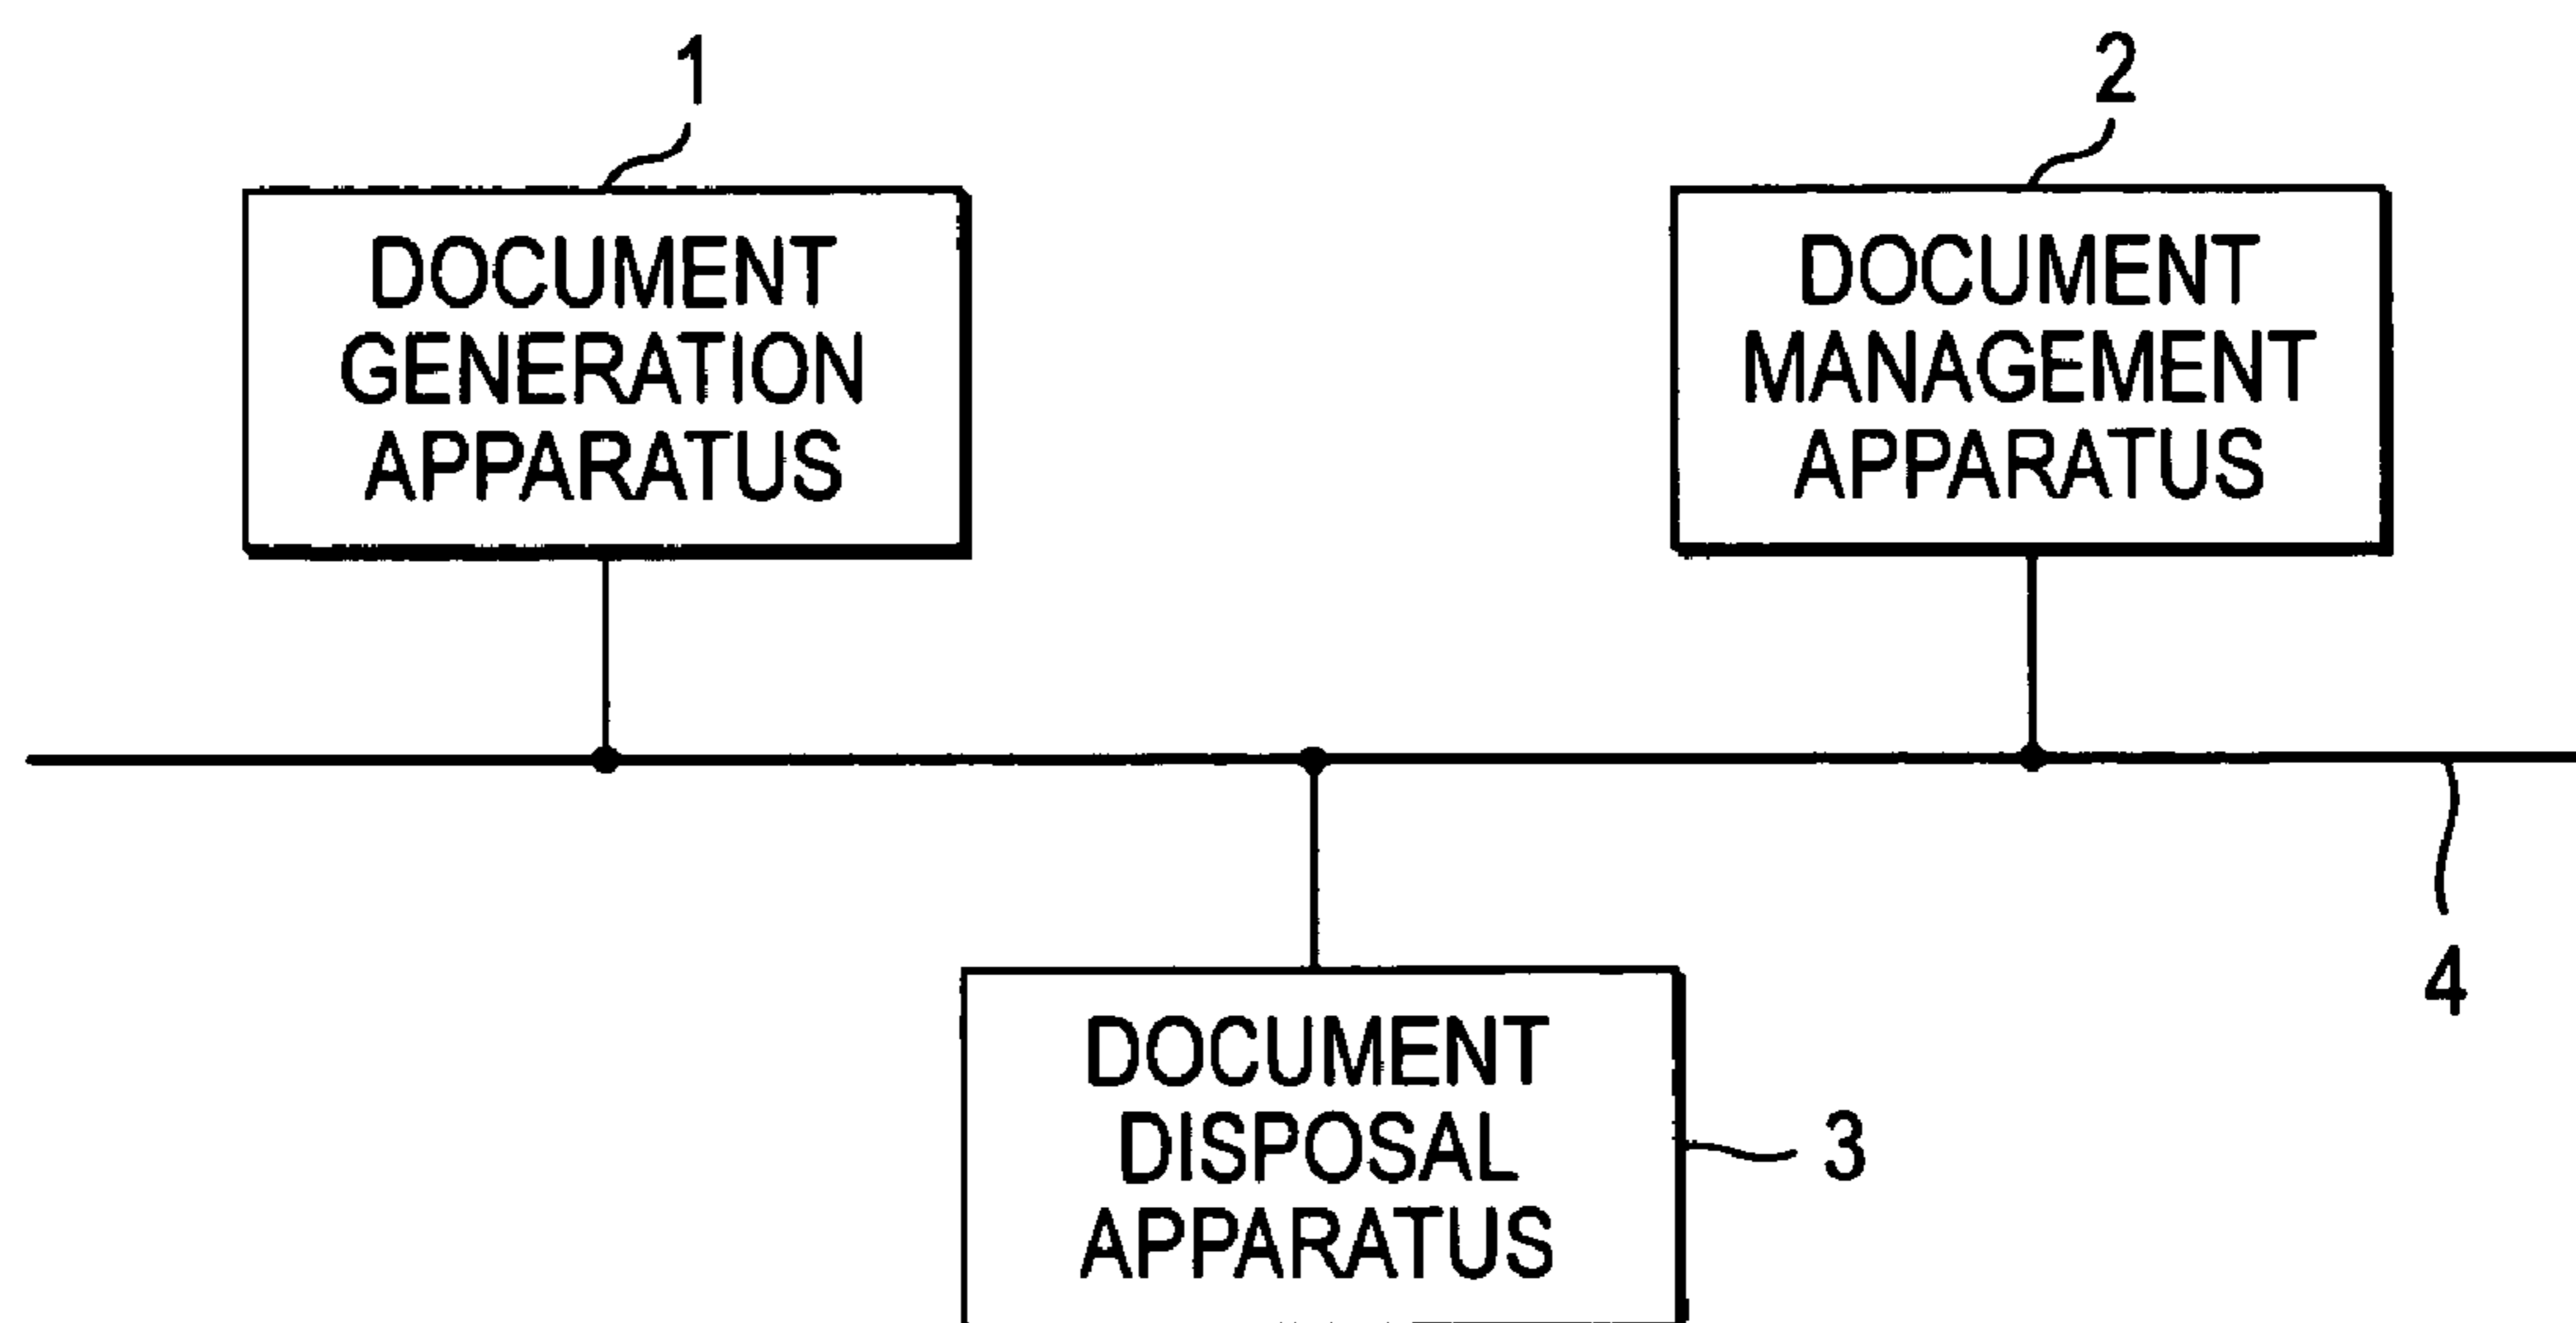 1
2
DOCUMENT
GENERATION
APPARATUS
DOCUMENT
MANAGEMENT
APPARATUS
4
DOCUMENT
DISPOSAL
APPARATUS
3